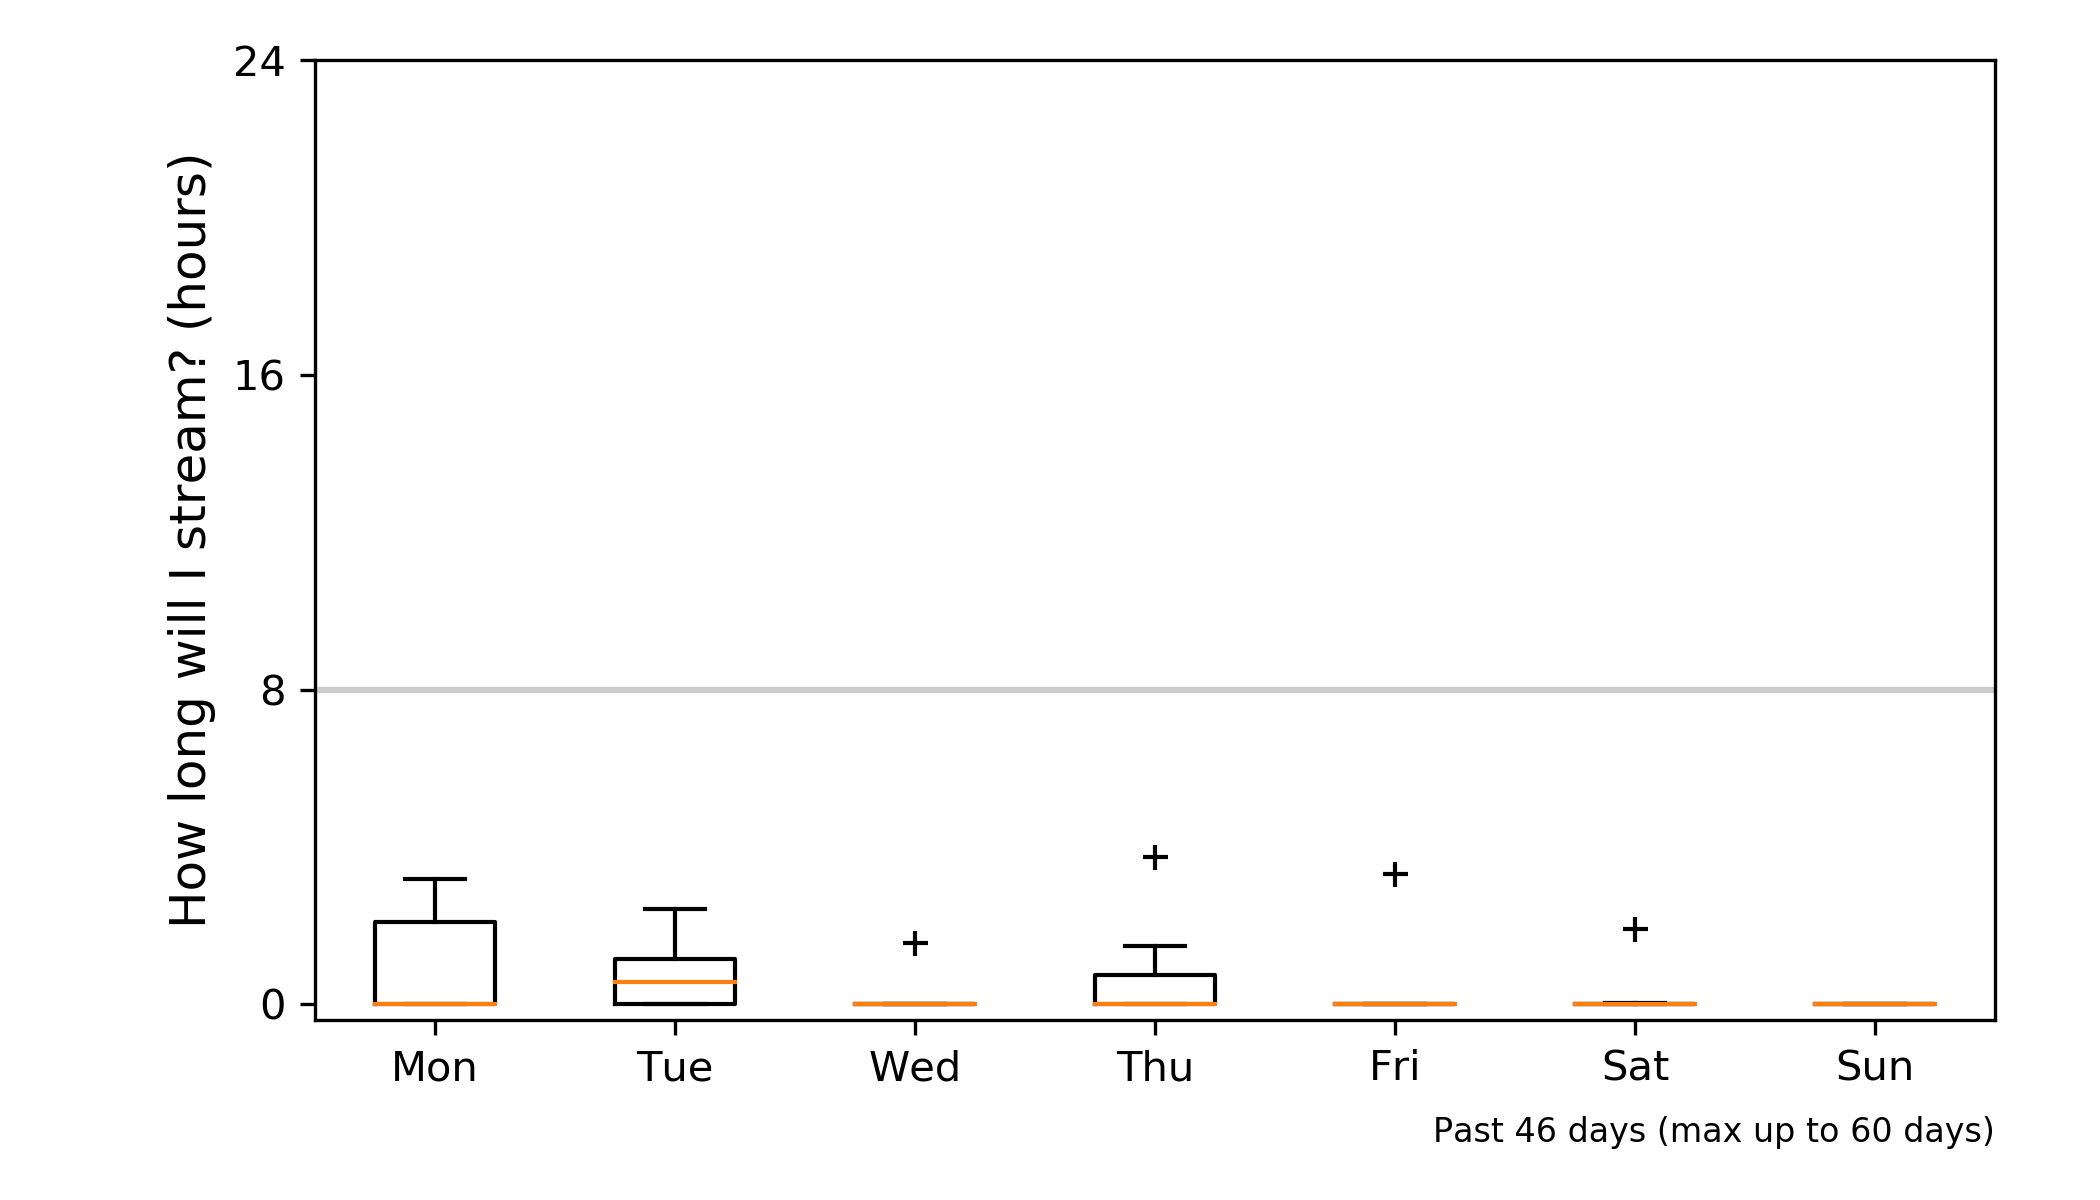 How long will I stream? (hours)
24
16
8
0
Mon Tue Wed Thu Fri Sat Sun
Past 46 days (max up to 60 days)